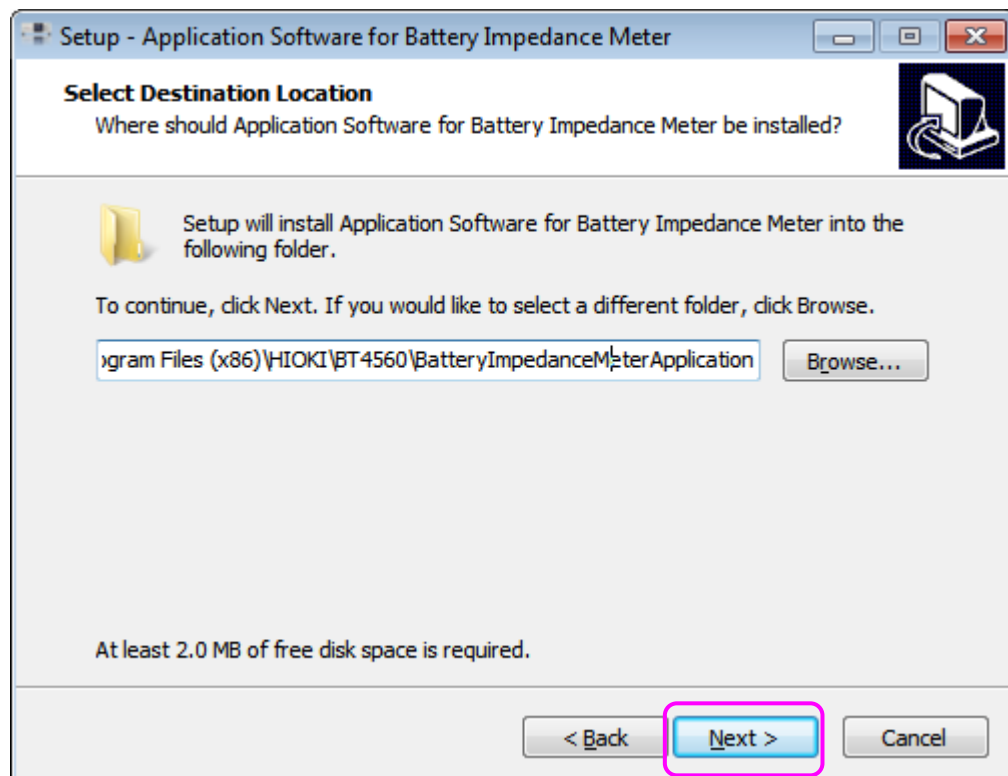 Setup - Application Software for Battery Impedance Meter
Select Destination Location
Where should Application Software for Battery Impedance Meter be installed?
Setup will install Application Software for Battery Impedance Meter into the
following folder.
To continue, click Next. If you would like to select a different folder, click Browse.
ogram Files (x86)\HIOKI\BT4560\BatteryImpedanceMeterApplication Browse...
At least 2.0 MB of free disk space is required.
< Back Next > Cancel